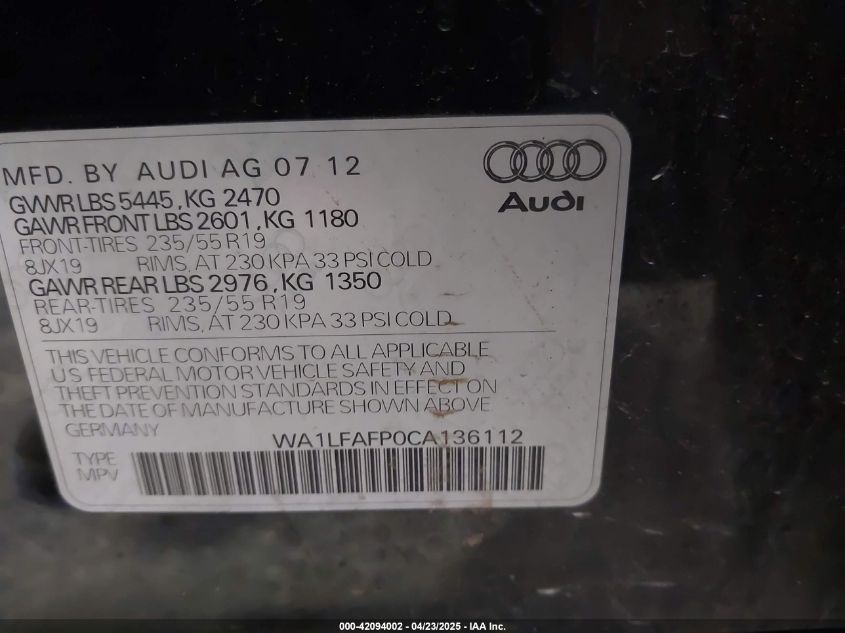 MFD. BY AUDI AG 07 12
GVWR LBS 5445, KG 2470
GAWR FRONT LBS 2601, KG 1180
FRONT-TIRES 235/55 R19
8JX19 RIMS, AT 230 KPA 33 PSI COLD
GAWR REAR LBS 2976, KG 1350
REAR-TIRES 235/55 R19
8JX19 RIMS, AT 230 KPA 33 PSI COLD
Audi
THIS VEHICLE CONFORMS TO ALL APPLICABLE
U S FEDERAL MOTOR VEHICLE SAFETY AND
THEFT PREVENTION STANDARDS IN EFFECT ON
THE DATE OF MANUFACTURE SHOWN ABOVE
GERMANY
WA1LFAFP0CA136112
TYPE
MPV
000-42094002 - 04/23/2025 - IAA Inc.